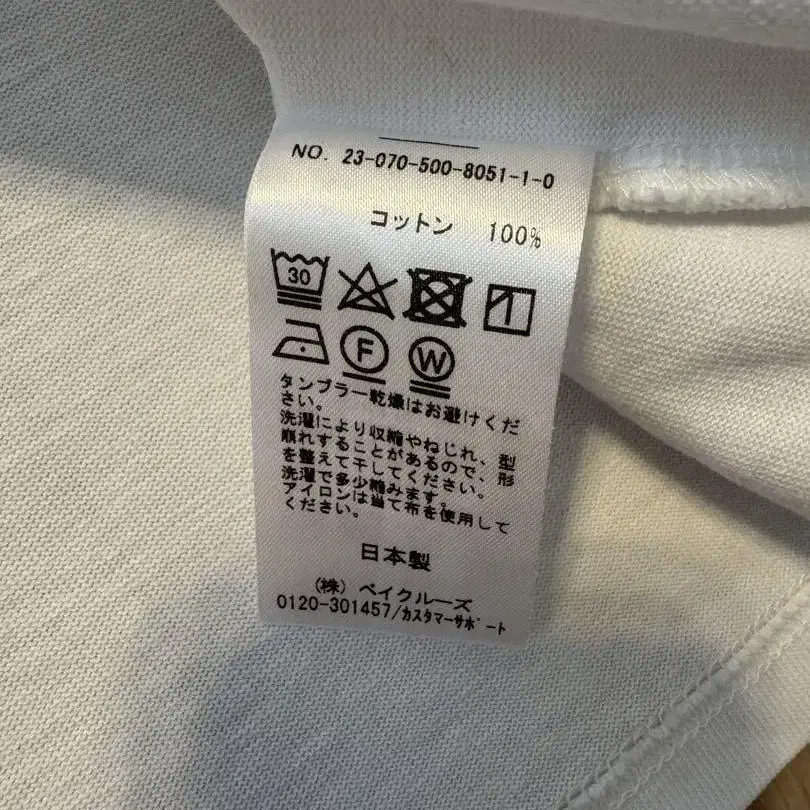 NO. 23-070-500-8051-1-0
コットン 100%
30
F W
タンブラー乾燥はお避けくだ
さい。
洗濯により収縮やねじれ、型
崩れすることがあるので、形
を整えて干してください。
洗濯で多少縮みます。
アイロンは当て布を使用して
ください。
日本製
(株) ベイクルーズ
0120-301457/カスタマーサポート